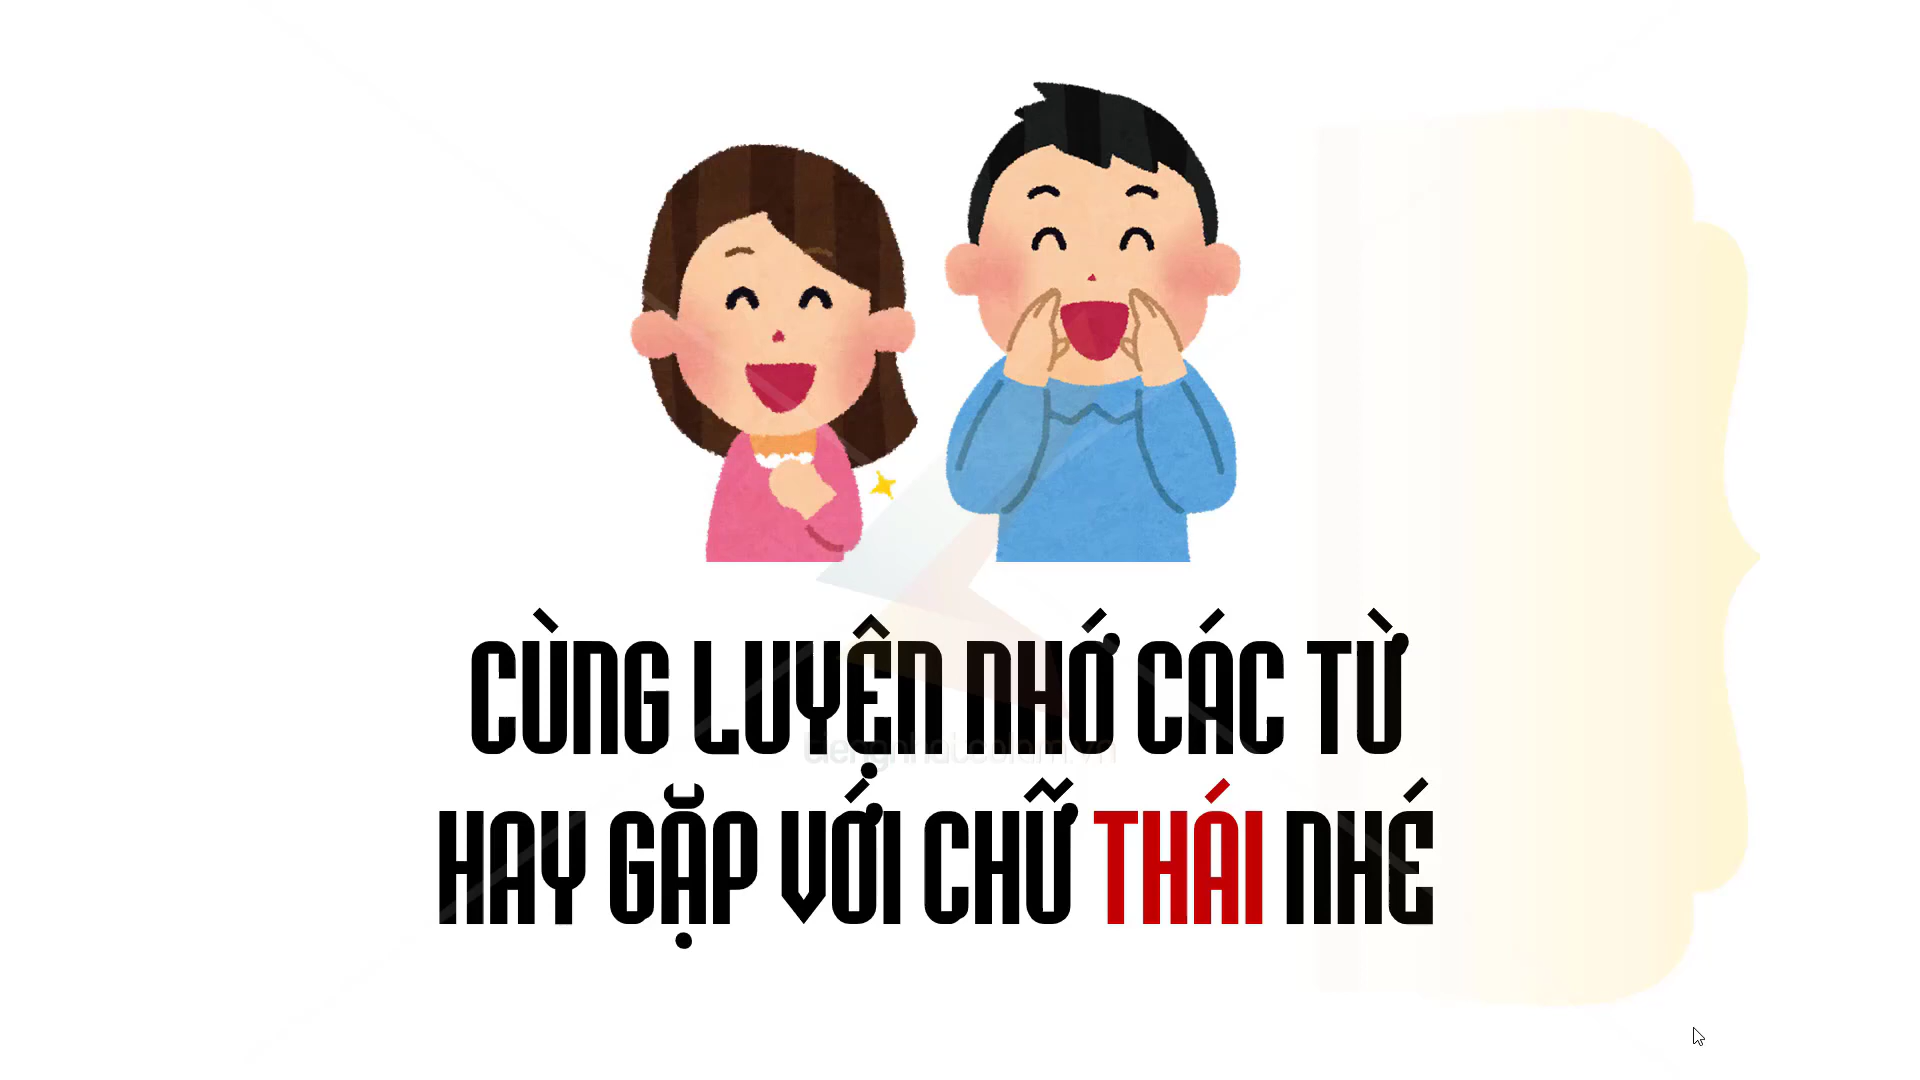 CÙNG LUYỆN NHỚ CÁC TỪ
HAY GẶP VỚI CHỮ THÁI NHÉ